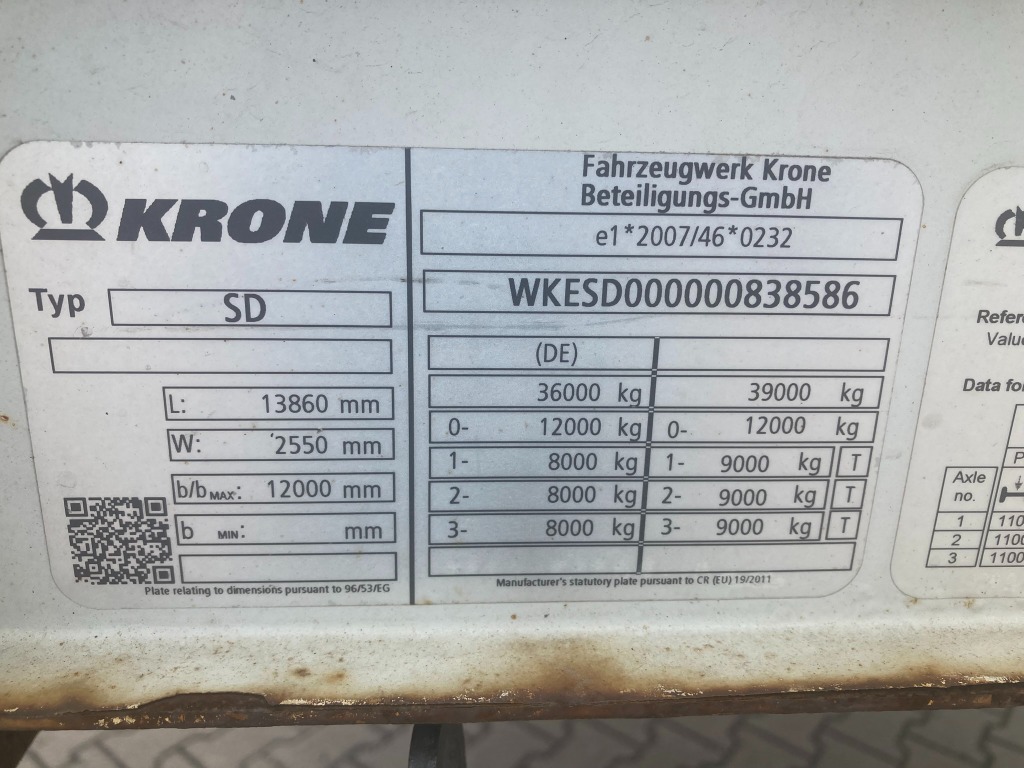 KRONE
Typ SD
L: 13860 mm
W: 2550 mm
b/b MAX: 12000 mm
b MIN: mm
Plate relating to dimensions pursuant to 96/53/EG
Fahrzeugwerk Krone
Beteiligungs-GmbH
e1*2007/46*0232
WKESD000000838586
(DE)
36000 kg 39000 kg
0- 12000 kg 0- 12000 kg
1- 8000 kg 1- 9000 kg T
2- 8000 kg 2- 9000 kg T
3- 8000 kg 3- 9000 kg T
Manufacturer's statutory plate pursuant to CR (EU) 19/2011
Data for
Axle
no.
1
2
3